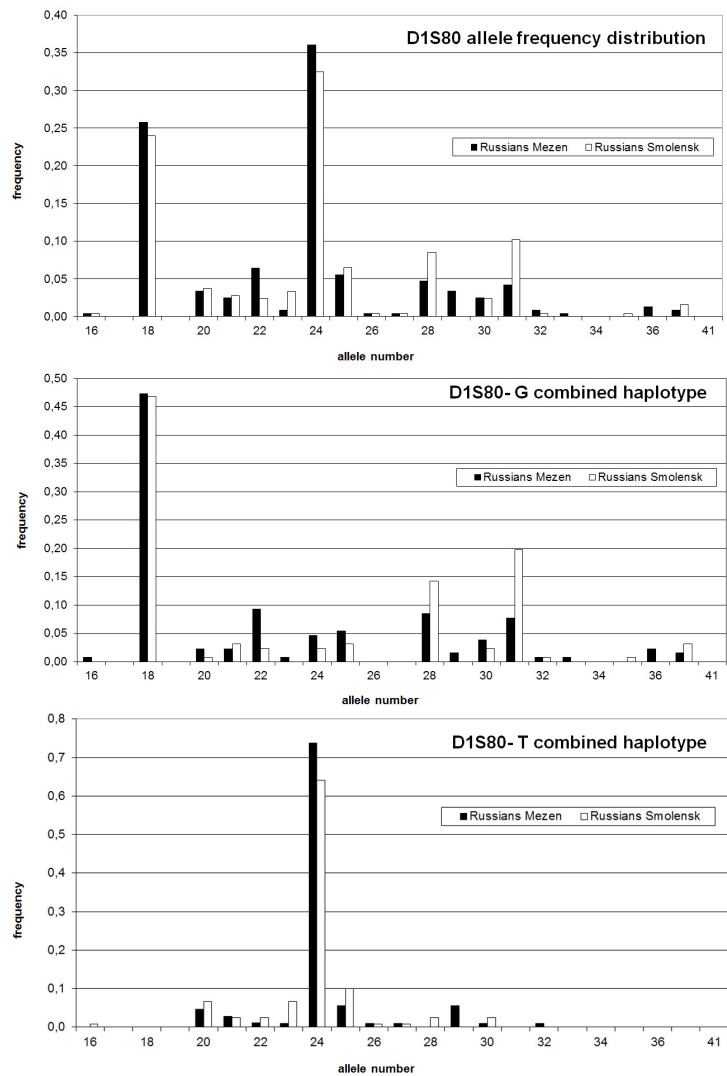 D1S80 allele frequency distribution
0,40
0,35
0,30
0,25
0,20
0,15
0,10
0,05
0,00
frequency
Russians Mezen Russians Smolensk
16 18 20 22 24 26 28 30 32 34 36 38 41
allele number
D1S80- G combined haplotype
0,50
0,45
0,40
0,35
0,30
0,25
0,20
0,15
0,10
0,05
0,00
frequency
Russians Mezen Russians Smolensk
16 18 20 22 24 26 28 30 32 34 36 38 41
allele number
D1S80- T combined haplotype
0,8
0,7
0,6
0,5
0,4
0,3
0,2
0,1
0,0
frequency
Russians Mezen Russians Smolensk
16 18 20 22 24 26 28 30 32 34 36 38 41
allele number